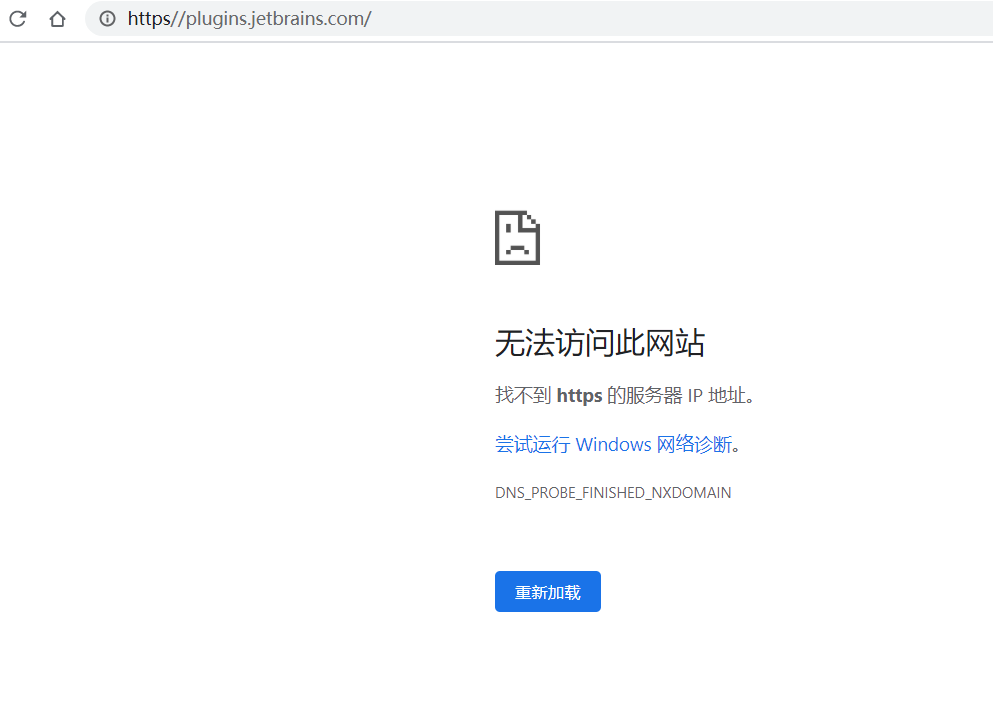 https//plugins.jetbrains.com/
无法访问此网站
找不到 https 的服务器 IP 地址。
尝试运行 Windows 网络诊断。
DNS_PROBE_FINISHED_NXDOMAIN
重新加载